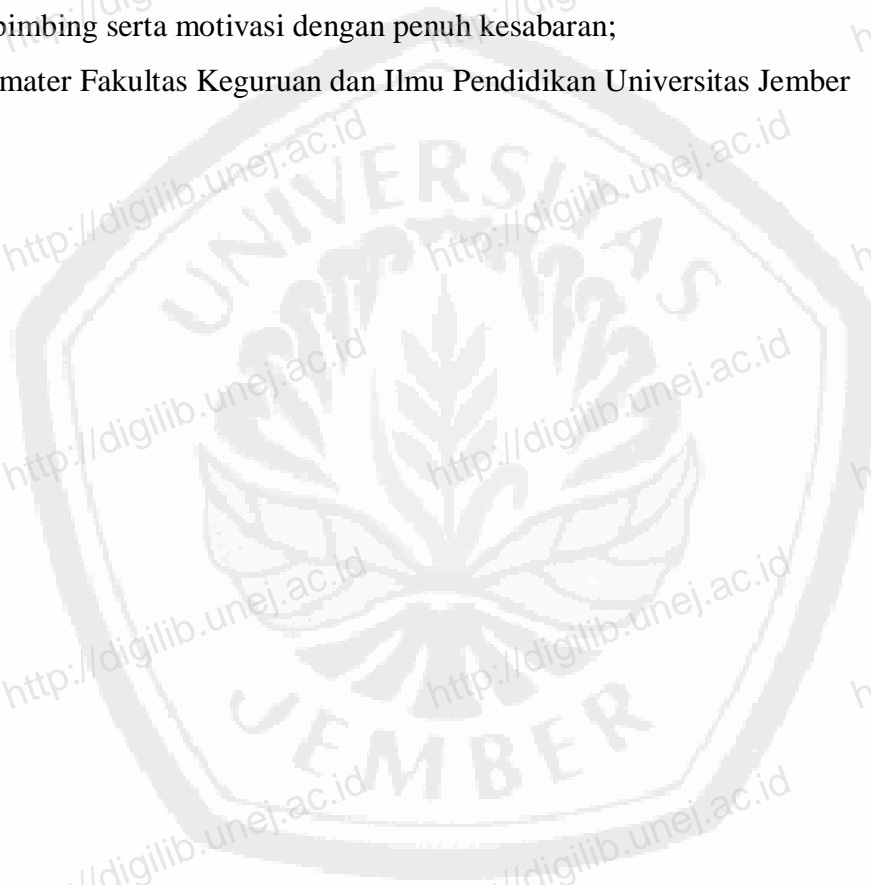 bimbing serta motivasi dengan penuh kesabaran;
mater Fakultas Keguruan dan Ilmu Pendidikan Universitas Jember
UNIVERSITAS
JEMBER
http://digilib.unej.ac.id
http://digilib.unej.ac.id
http://digilib.unej.ac.id
http://digilib.unej.ac.id
http://digilib.unej.ac.id
http://digilib.unej.ac.id
://digilib.unej.ac.id
://digilib.unej.ac.id